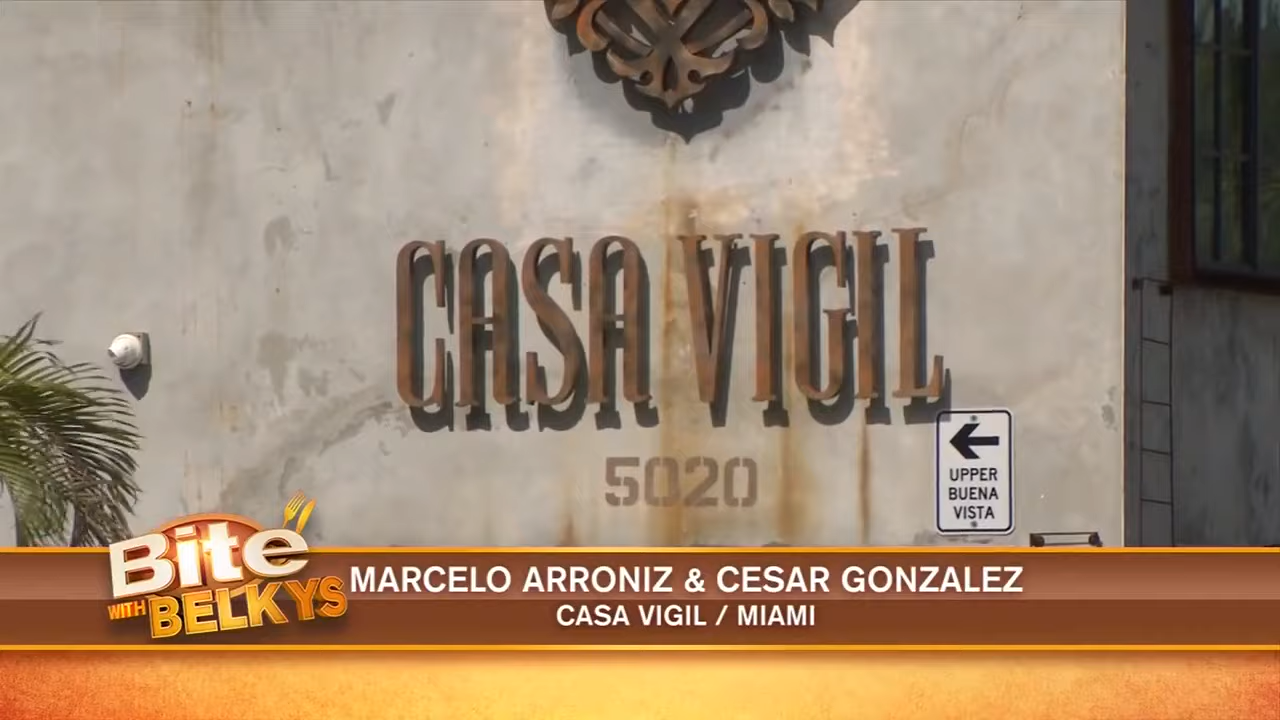 CASA VIGIL
5020
UPPER
BUENA
VISTA
Bite
WITH BELKYS
MARCELO ARRONIZ & CESAR GONZALEZ
CASA VIGIL / MIAMI